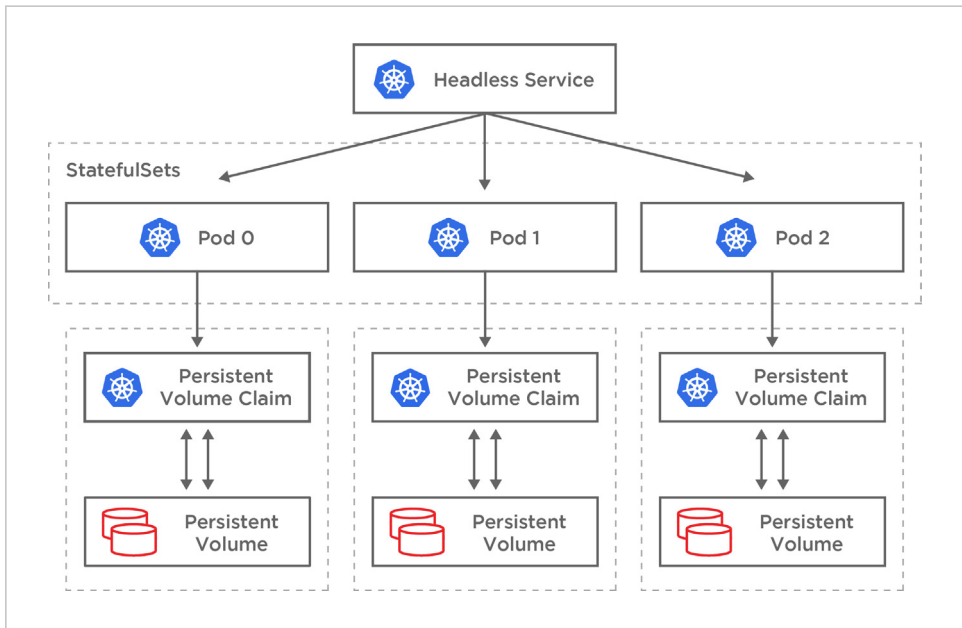 Headless Service
StatefulSets
Pod 0
Pod 1
Pod 2
Persistent
Volume Claim
Persistent
Volume Claim
Persistent
Volume Claim
Persistent
Volume
Persistent
Volume
Persistent
Volume